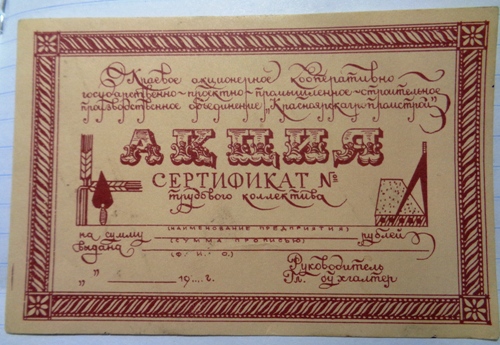 Краевое акционерное кооперативно-
государственно-проектно-промышленное-строительное
производственное объединение „Красноярскагропромстрой"
АКЦИЯ
СЕРТИФИКАТ №
трудового коллектива
(НАИМЕНОВАНИЕ ПРЕДПРИЯТИЯ)
на сумму рублей
(СУММА ПРОПИСЬЮ)
выдана
(Ф. И. О.)
Руководитель
„ " 19....г. Гл. бухгалтер